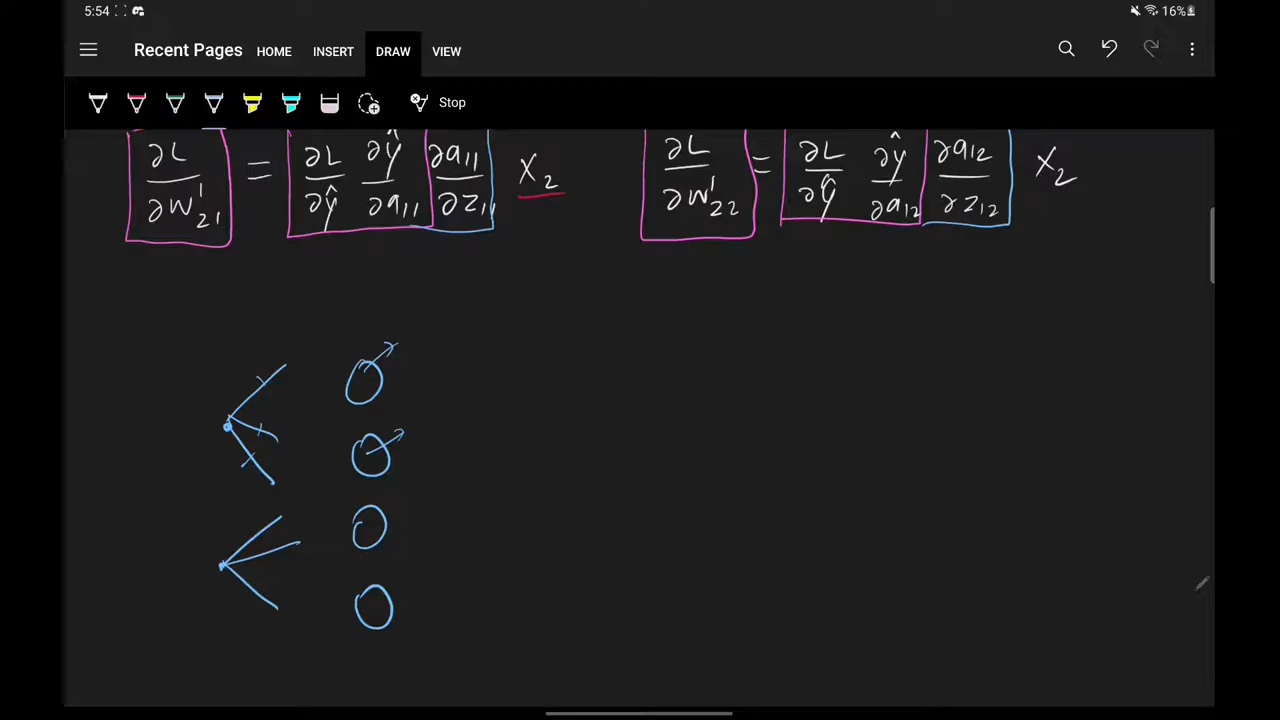 5:54 16%
Recent Pages HOME INSERT DRAW VIEW
Stop
∂L/∂W¹₂₁ = ∂L/∂ŷ ∂ŷ/∂a₁₁ ∂a₁₁/∂z₁₁ X₂
∂L/∂W¹₂₂ = ∂L/∂ŷ ∂ŷ/∂a₁₂ ∂a₁₂/∂z₁₂ X₂